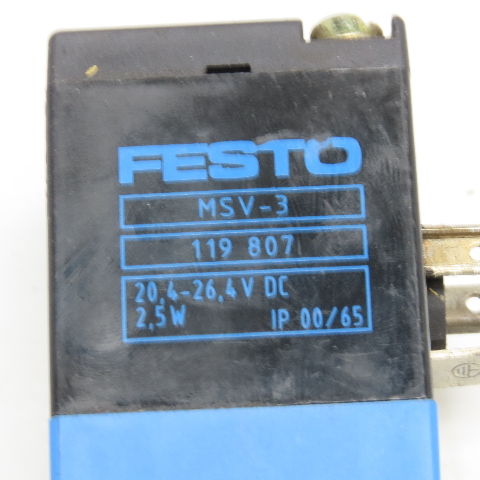 FESTO
MSV-3
119 807
20,4-26,4 V DC
2,5W IP 00/65